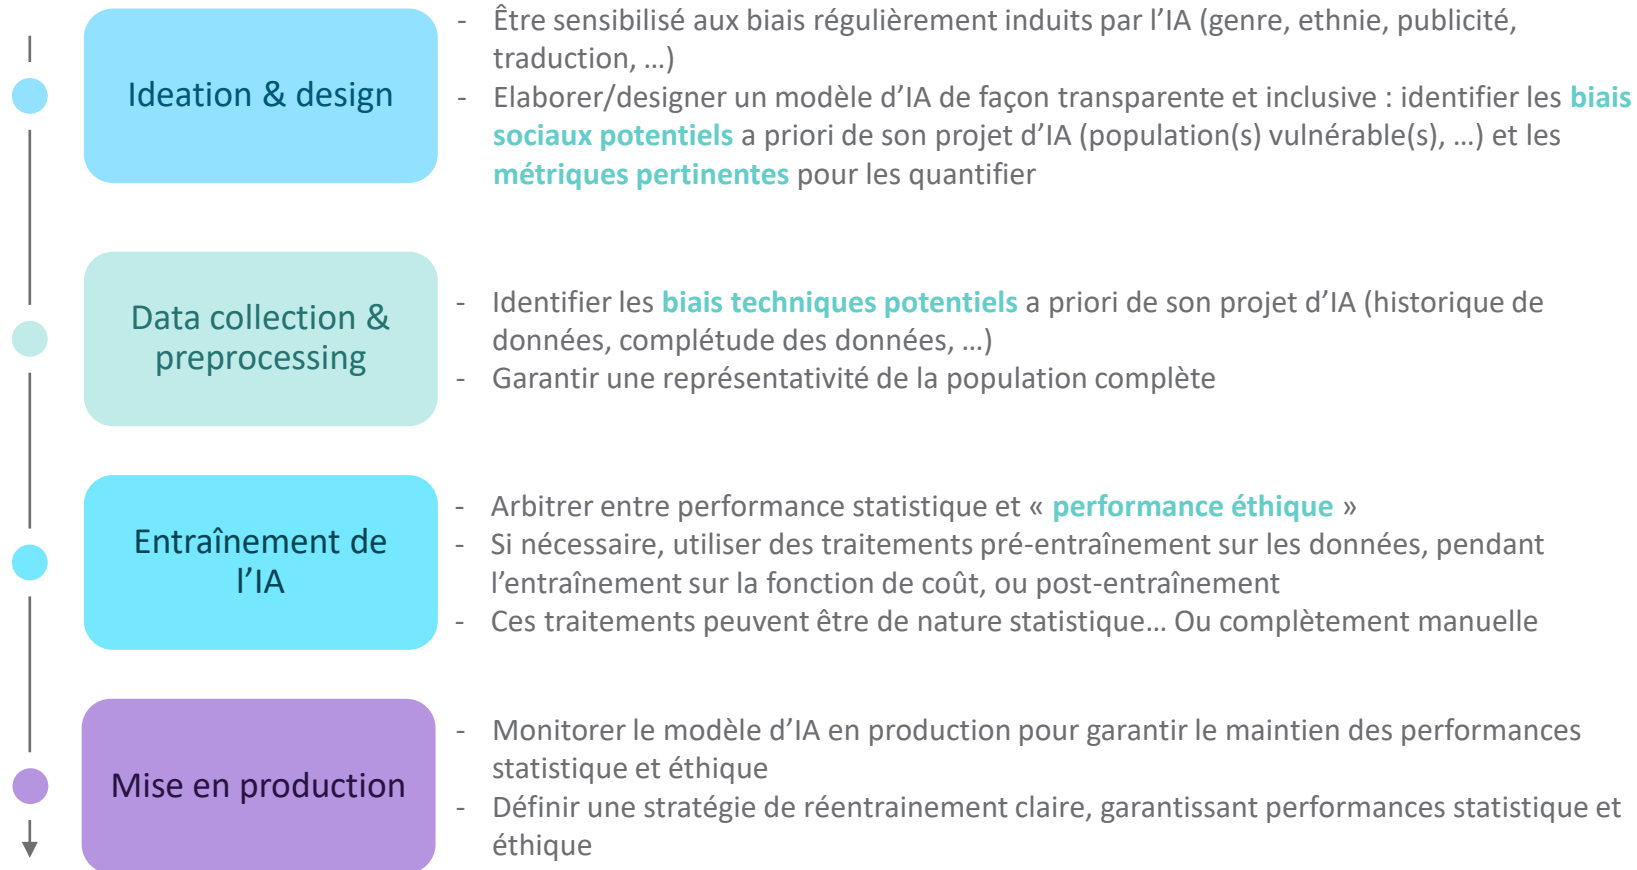 Ideation & design
- Être sensibilisé aux biais régulièrement induits par l’IA (genre, ethnie, publicité,
traduction, …)
- Elaborer/designer un modèle d’IA de façon transparente et inclusive : identifier les biais
sociaux potentiels a priori de son projet d’IA (population(s) vulnérable(s), …) et les
métriques pertinentes pour les quantifier
Data collection &
preprocessing
- Identifier les biais techniques potentiels a priori de son projet d’IA (historique de
données, complétude des données, …)
- Garantir une représentativité de la population complète
Entraînement de
l’IA
- Arbitrer entre performance statistique et « performance éthique »
- Si nécessaire, utiliser des traitements pré-entraînement sur les données, pendant
l’entraînement sur la fonction de coût, ou post-entraînement
- Ces traitements peuvent être de nature statistique… Ou complètement manuelle
Mise en production
- Monitorer le modèle d’IA en production pour garantir le maintien des performances
statistique et éthique
- Définir une stratégie de réentrainement claire, garantissant performances statistique et
éthique